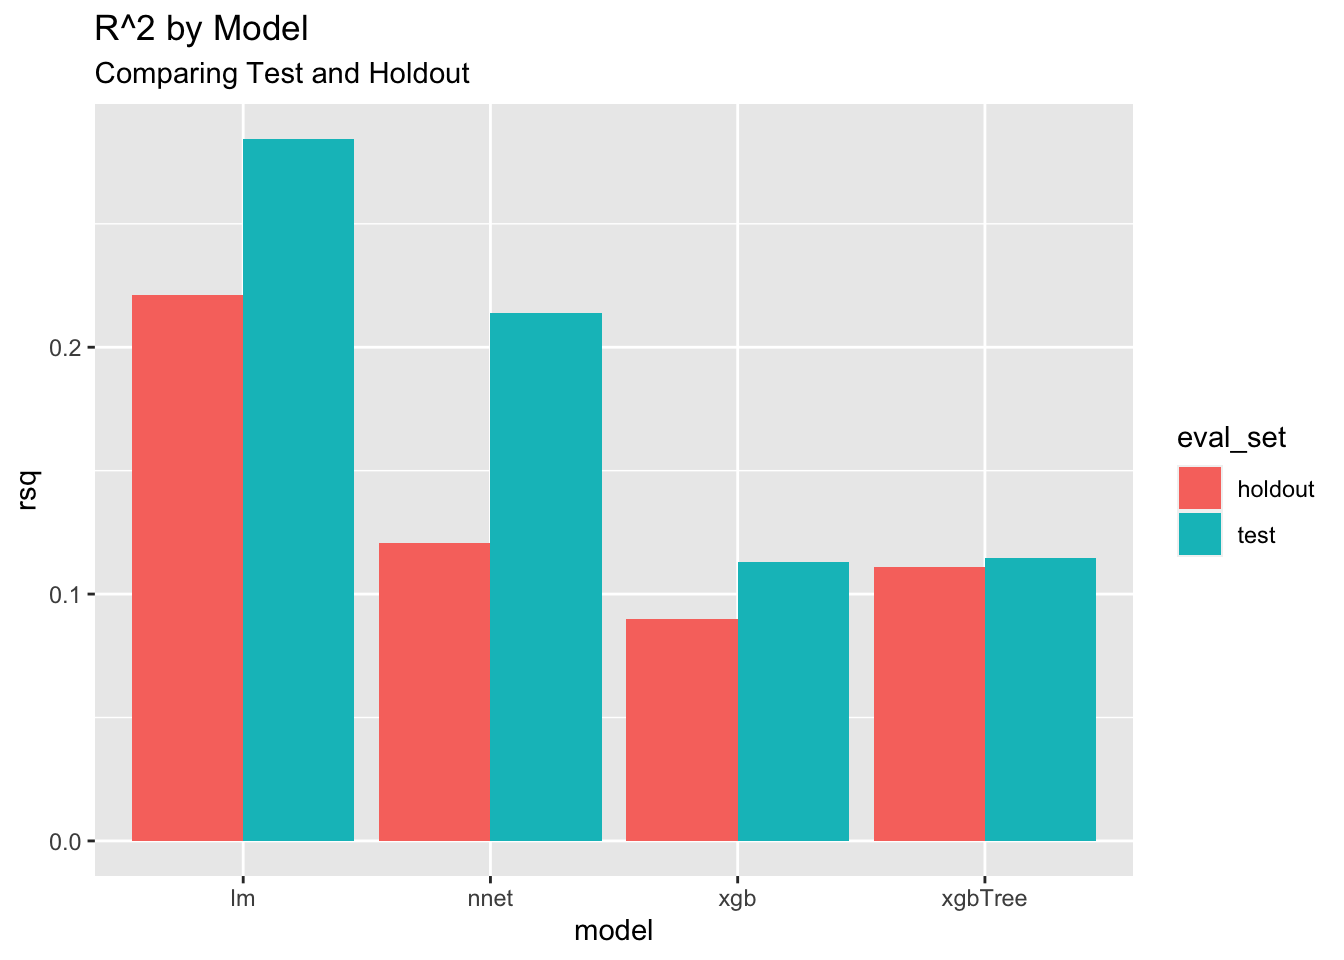 R^2 by Model
Comparing Test and Holdout
rsq
0.2
0.1
0.0
lm
nnet
xgb
xgbTree
model
eval_set
holdout
test